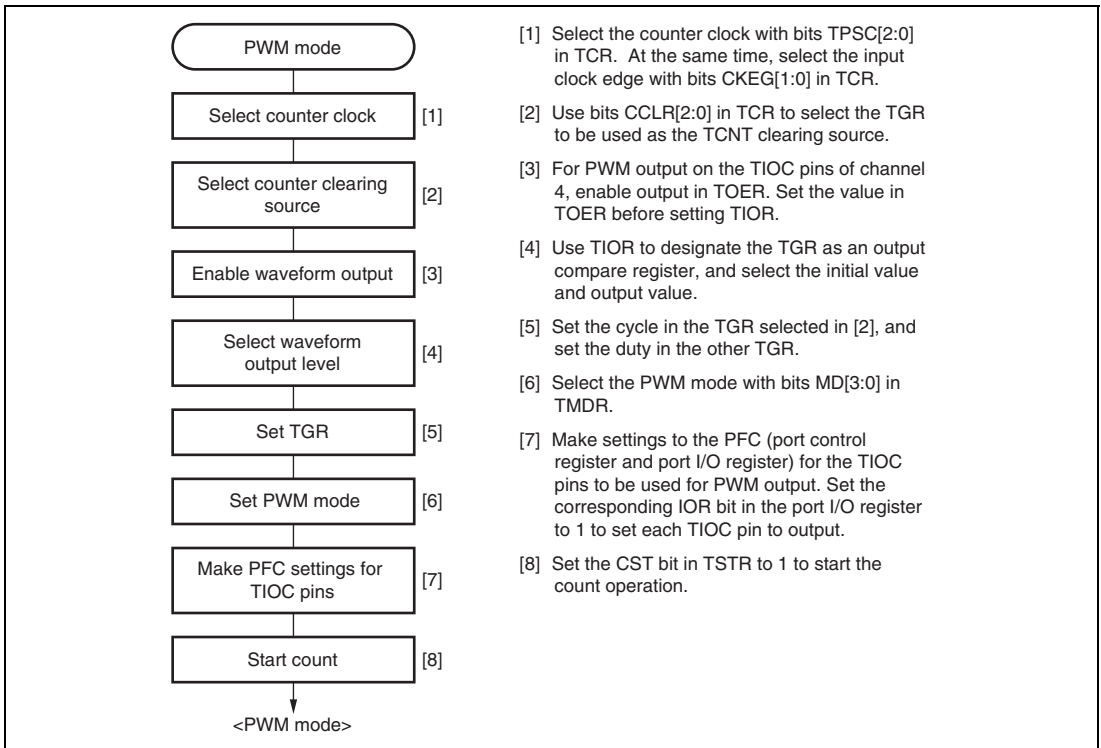 PWM mode
Select counter clock
[1]
Select counter clearing
source
[2]
Enable waveform output
[3]
Select waveform
output level
[4]
Set TGR
[5]
Set PWM mode
[6]
Make PFC settings for
TIOC pins
[7]
Start count
[8]
<PWM mode>
[1] Select the counter clock with bits TPSC[2:0]
in TCR. At the same time, select the input
clock edge with bits CKEG[1:0] in TCR.
[2] Use bits CCLR[2:0] in TCR to select the TGR
to be used as the TCNT clearing source.
[3] For PWM output on the TIOC pins of channel
4, enable output in TOER. Set the value in
TOER before setting TIOR.
[4] Use TIOR to designate the TGR as an output
compare register, and select the initial value
and output value.
[5] Set the cycle in the TGR selected in [2], and
set the duty in the other TGR.
[6] Select the PWM mode with bits MD[3:0] in
TMDR.
[7] Make settings to the PFC (port control
register and port I/O register) for the TIOC
pins to be used for PWM output. Set the
corresponding IOR bit in the port I/O register
to 1 to set each TIOC pin to output.
[8] Set the CST bit in TSTR to 1 to start the
count operation.